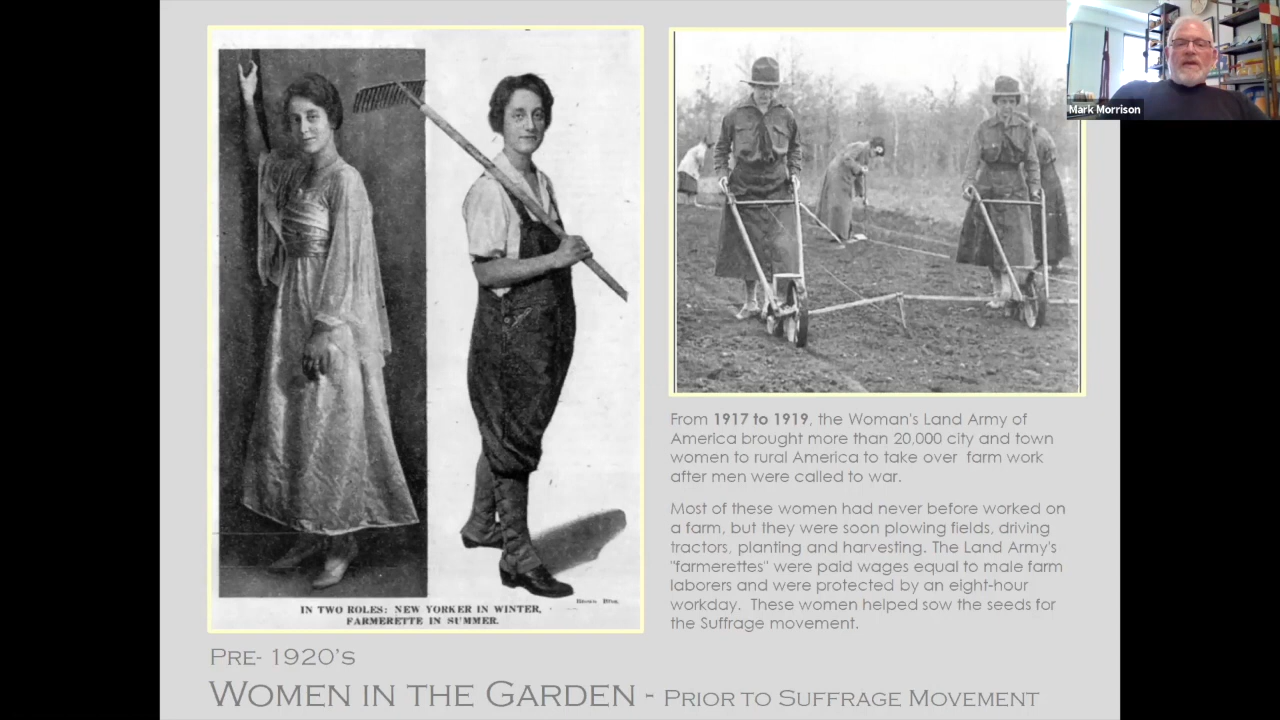 Mark Morrison
IN TWO ROLES: NEW YORKER IN WINTER,
FARMERETTE IN SUMMER.
Brown Bros.
From 1917 to 1919, the Woman's Land Army of
America brought more than 20,000 city and town
women to rural America to take over farm work
after men were called to war.
Most of these women had never before worked on
a farm, but they were soon plowing fields, driving
tractors, planting and harvesting. The Land Army's
"farmerettes" were paid wages equal to male farm
laborers and were protected by an eight-hour
workday. These women helped sow the seeds for
the Suffrage movement.
PRE- 1920'S
WOMEN IN THE GARDEN - PRIOR TO SUFFRAGE MOVEMENT